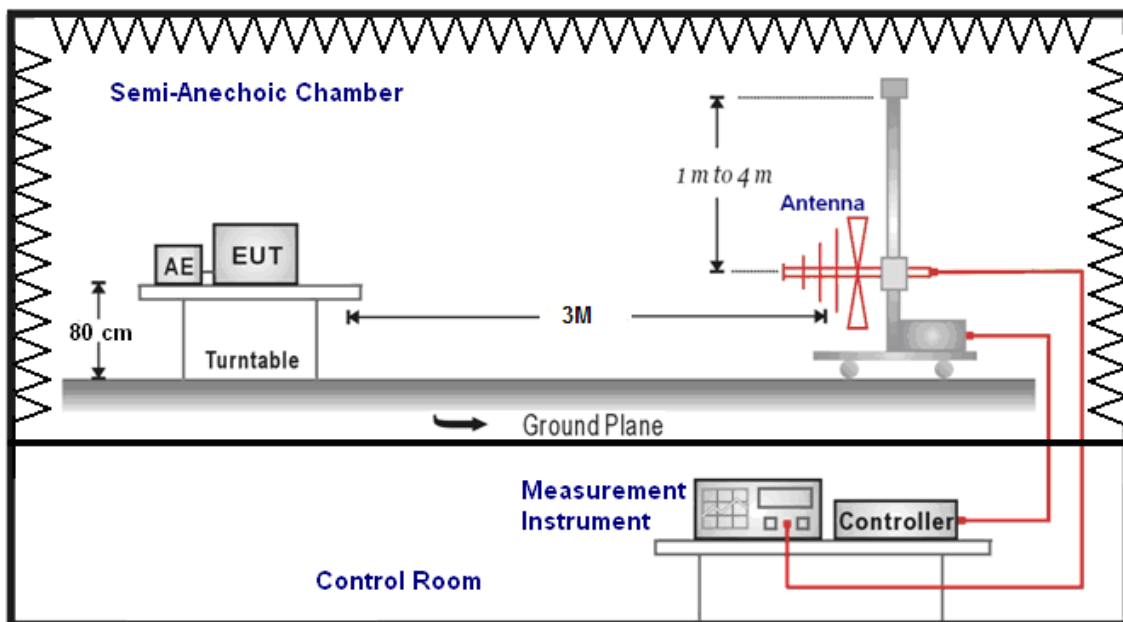 Semi-Anechoic Chamber
1 m to 4 m
Antenna
AE
EUT
80 cm
3M
Turntable
Ground Plane
Measurement
Instrument
Controller
Control Room